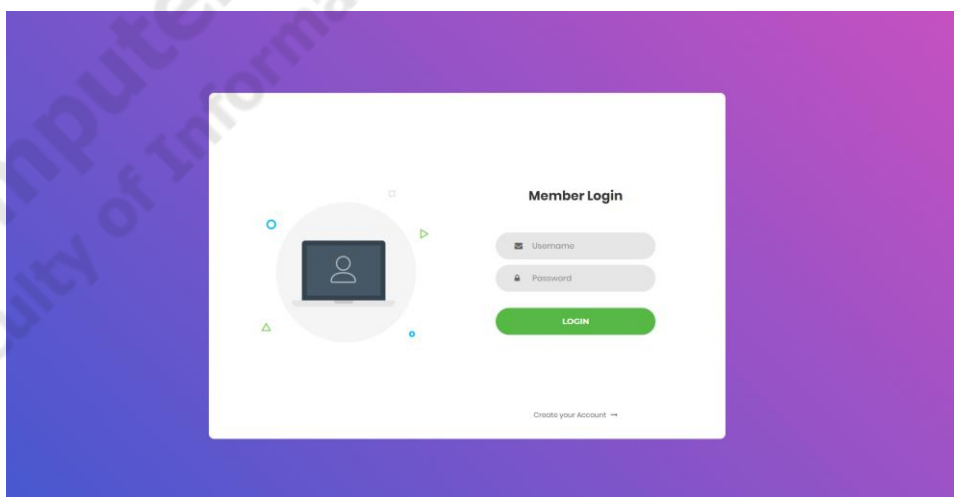 Member Login
Username
Password
LOGIN
Create your Account →